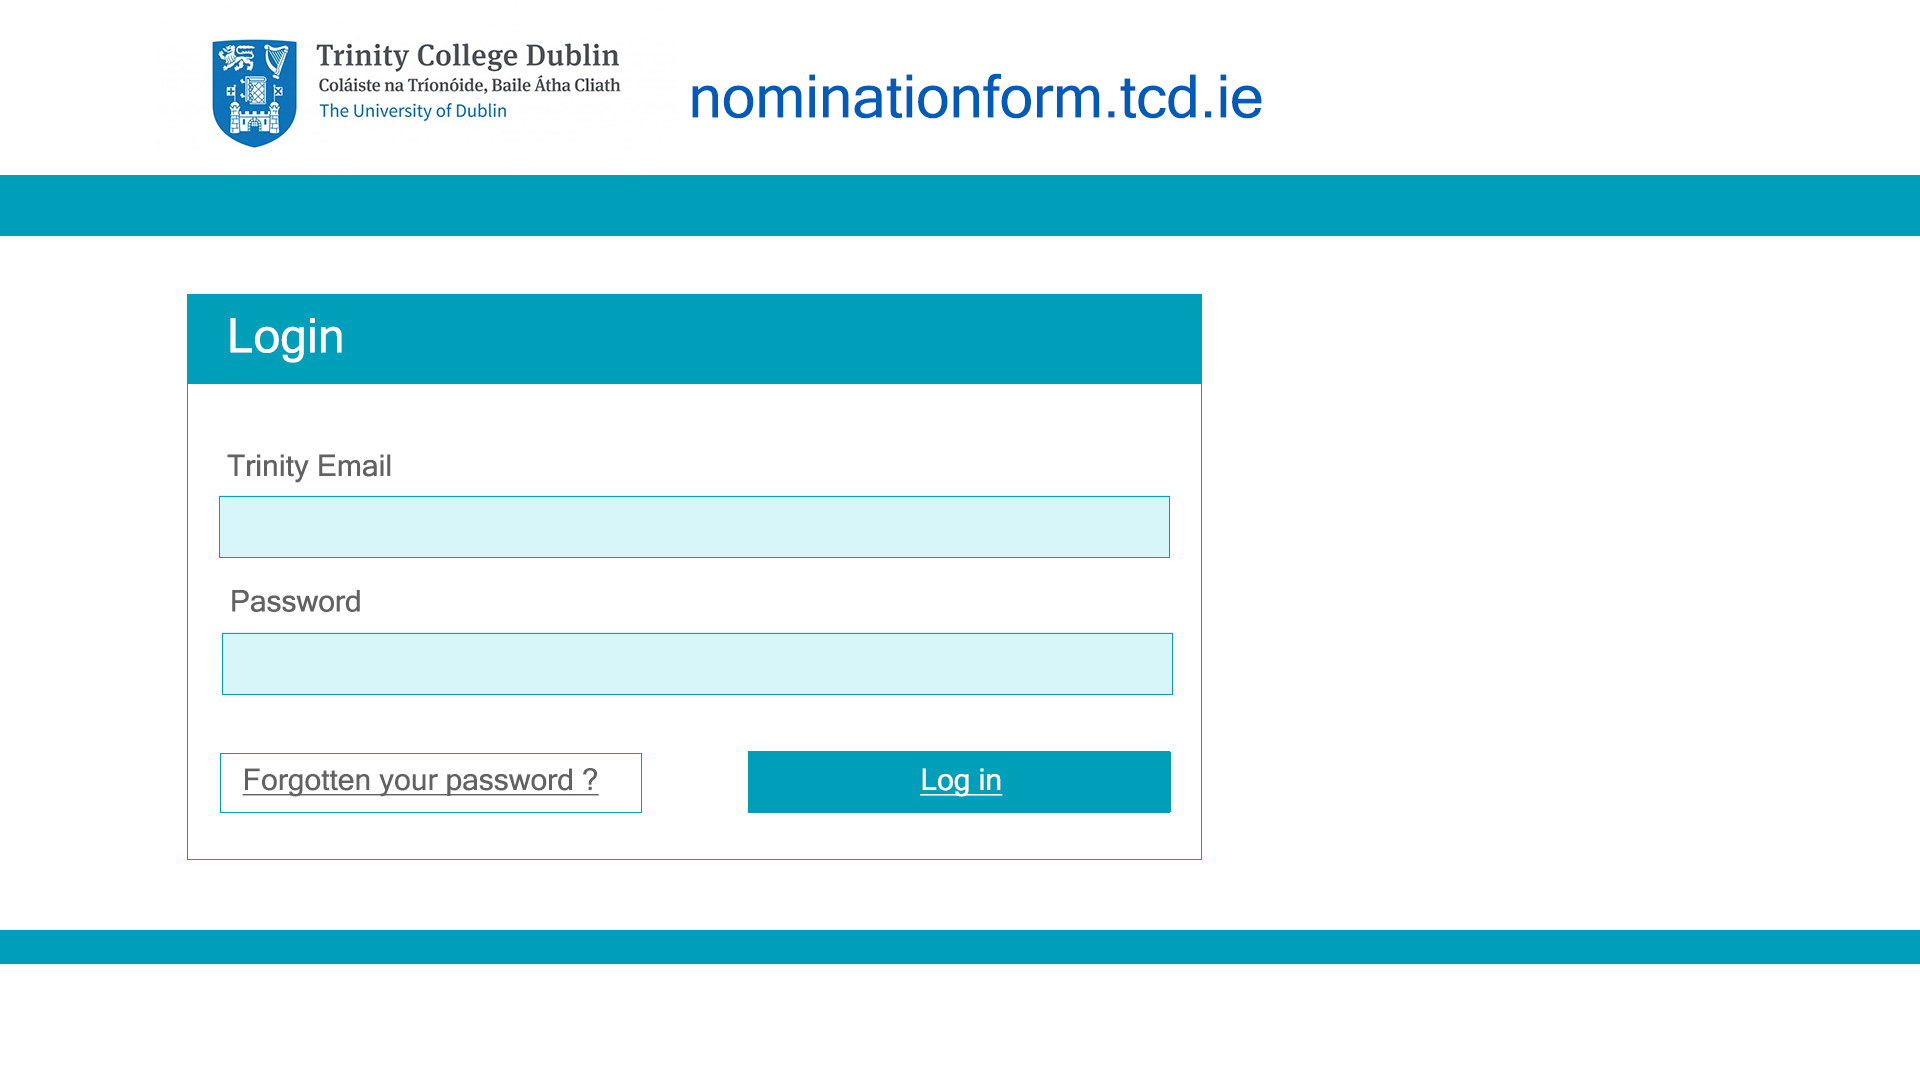 Trinity College Dublin
Coláiste na Tríonóide, Baile Átha Cliath
The University of Dublin
nominationform.tcd.ie
Login
Trinity Email
Password
Forgotten your password ?
Log in